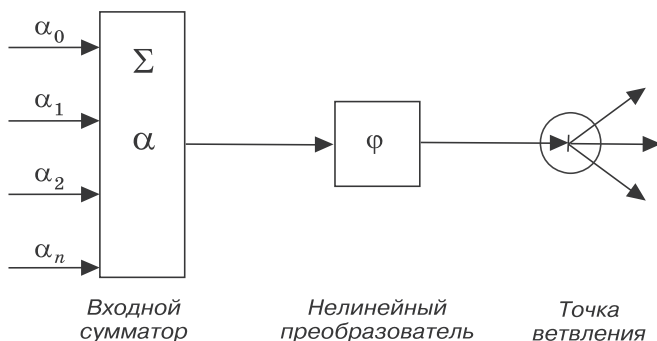 α₀
α₁
α₂
αₙ
Σ
α
φ
Входной
сумматор
Нелинейный
преобразователь
Точка
ветвления